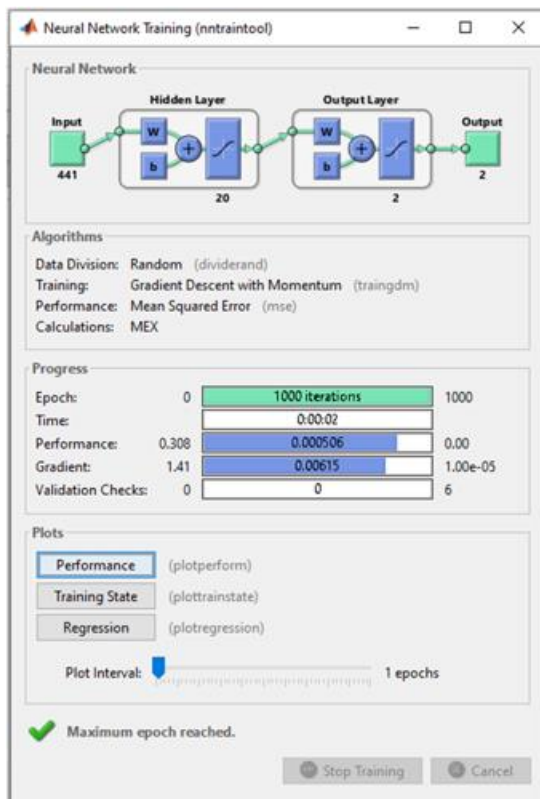 Neural Network Training (nntraintool)
Neural Network
Hidden Layer
Output Layer
Input
Output
W
b
W
b
441
20
2
2
Algorithms
Data Division: Random (dividerand)
Training: Gradient Descent with Momentum (traingdm)
Performance: Mean Squared Error (mse)
Calculations: MEX
Progress
Epoch: 0 1000 iterations 1000
Time: 0:00:02
Performance: 0.308 0.000506 0.00
Gradient: 1.41 0.00615 1.00e-05
Validation Checks: 0 0 6
Plots
Performance (plotperform)
Training State (plottrainstate)
Regression (plotregression)
Plot Interval: 1 epochs
Maximum epoch reached.
Stop Training Cancel